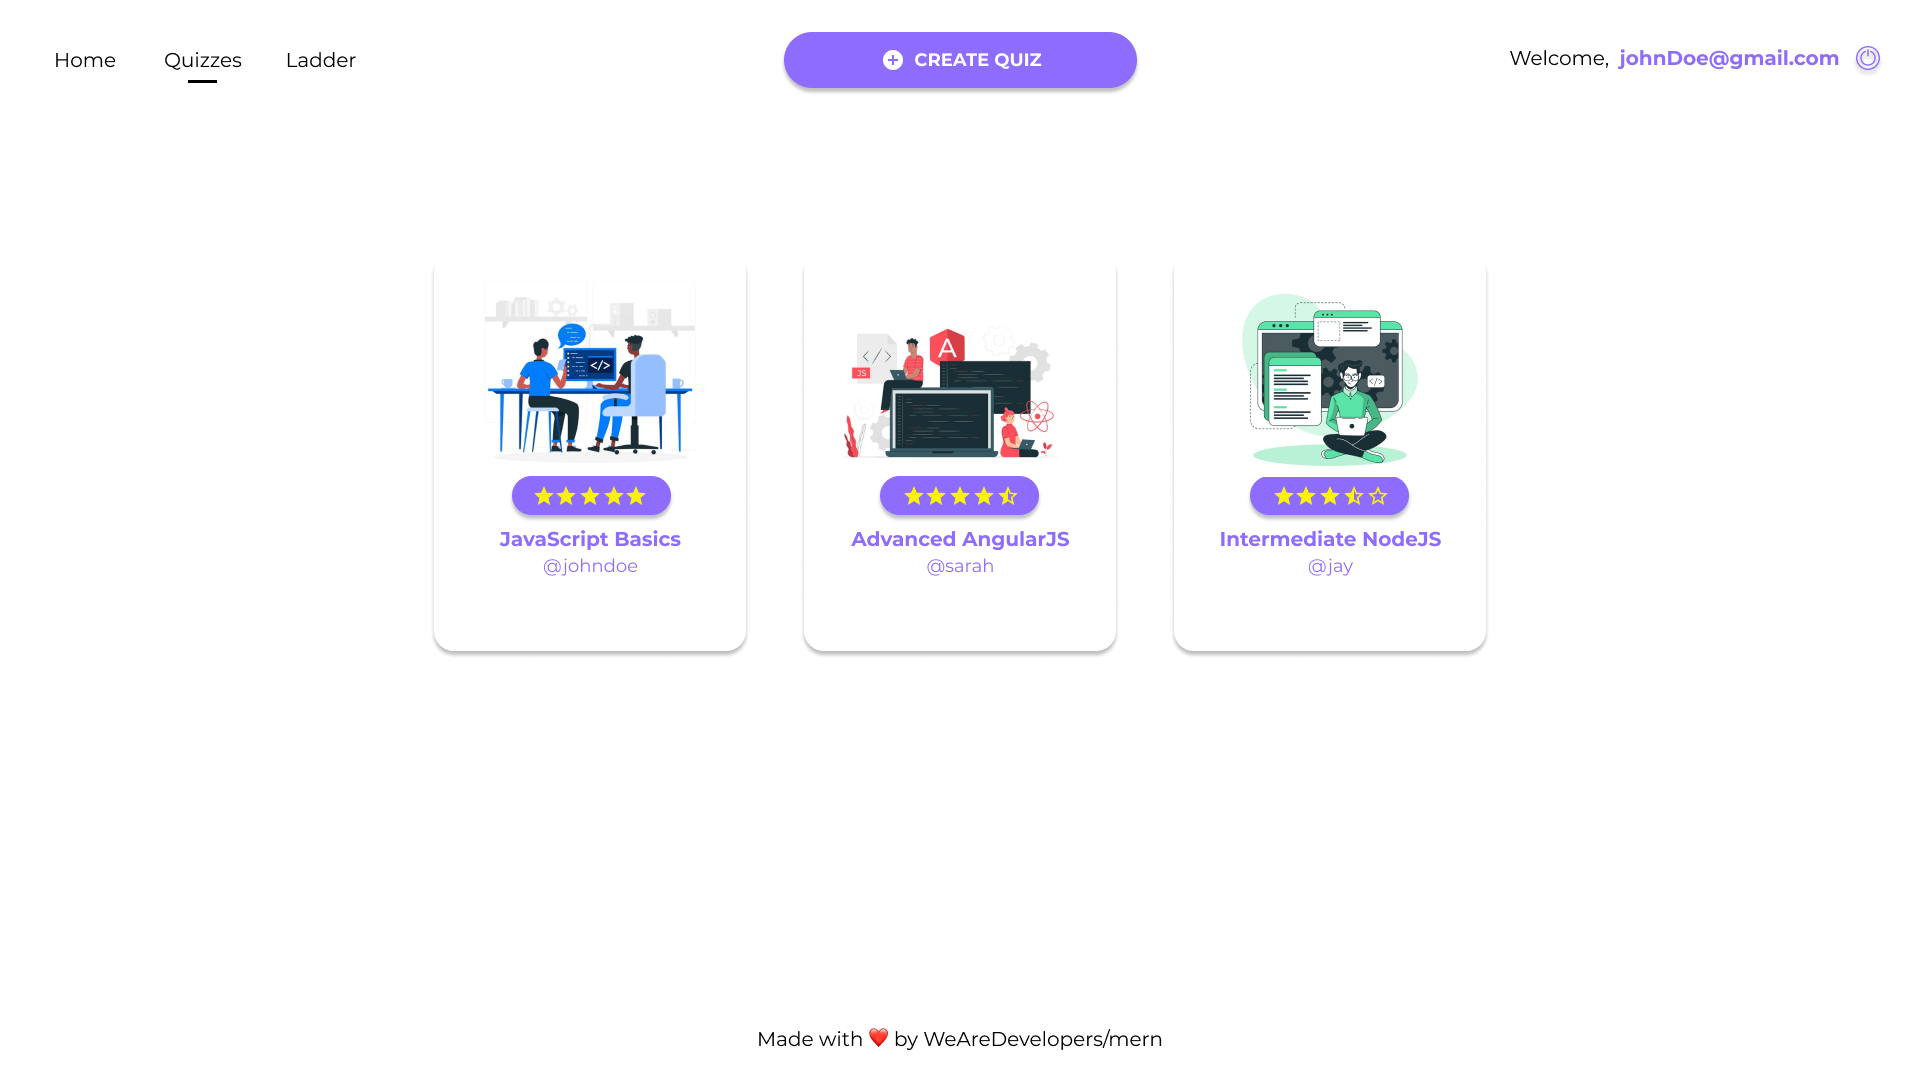 Home
Quizzes
Ladder
CREATE QUIZ
Welcome, johnDoe@gmail.com
</>
JS
</>
A
</>
JavaScript Basics
@johndoe
Advanced AngularJS
@sarah
Intermediate NodeJS
@jay
Made with ❤️ by WeAreDevelopers/mern